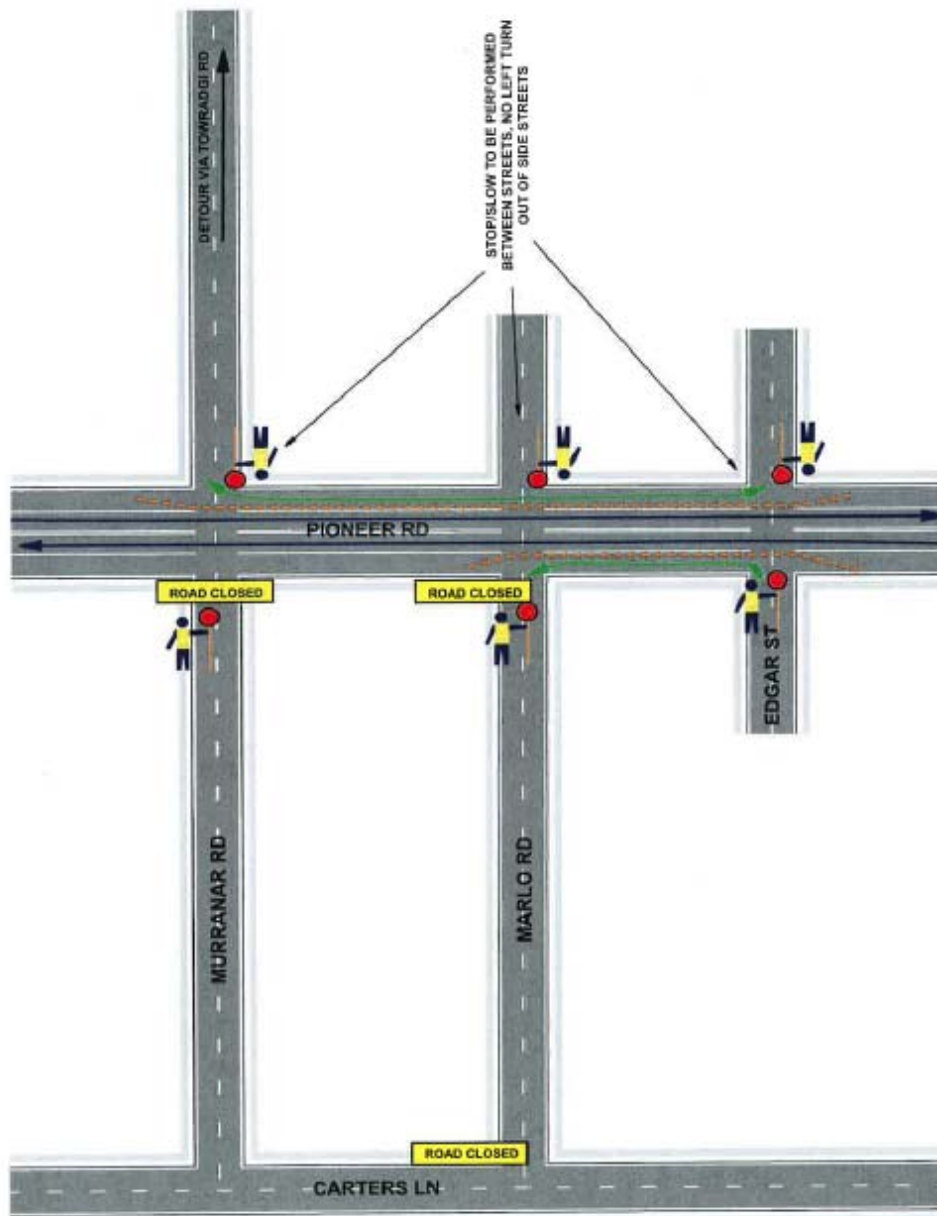 DETOUR VIA TOWRADGI RD
STOP/SLOW TO BE PERFORMED
BETWEEN STREETS, NO LEFT TURN
OUT OF SIDE STREETS
PIONEER RD
ROAD CLOSED
ROAD CLOSED
EDGAR ST
MURRANAR RD
MARLO RD
ROAD CLOSED
CARTERS LN